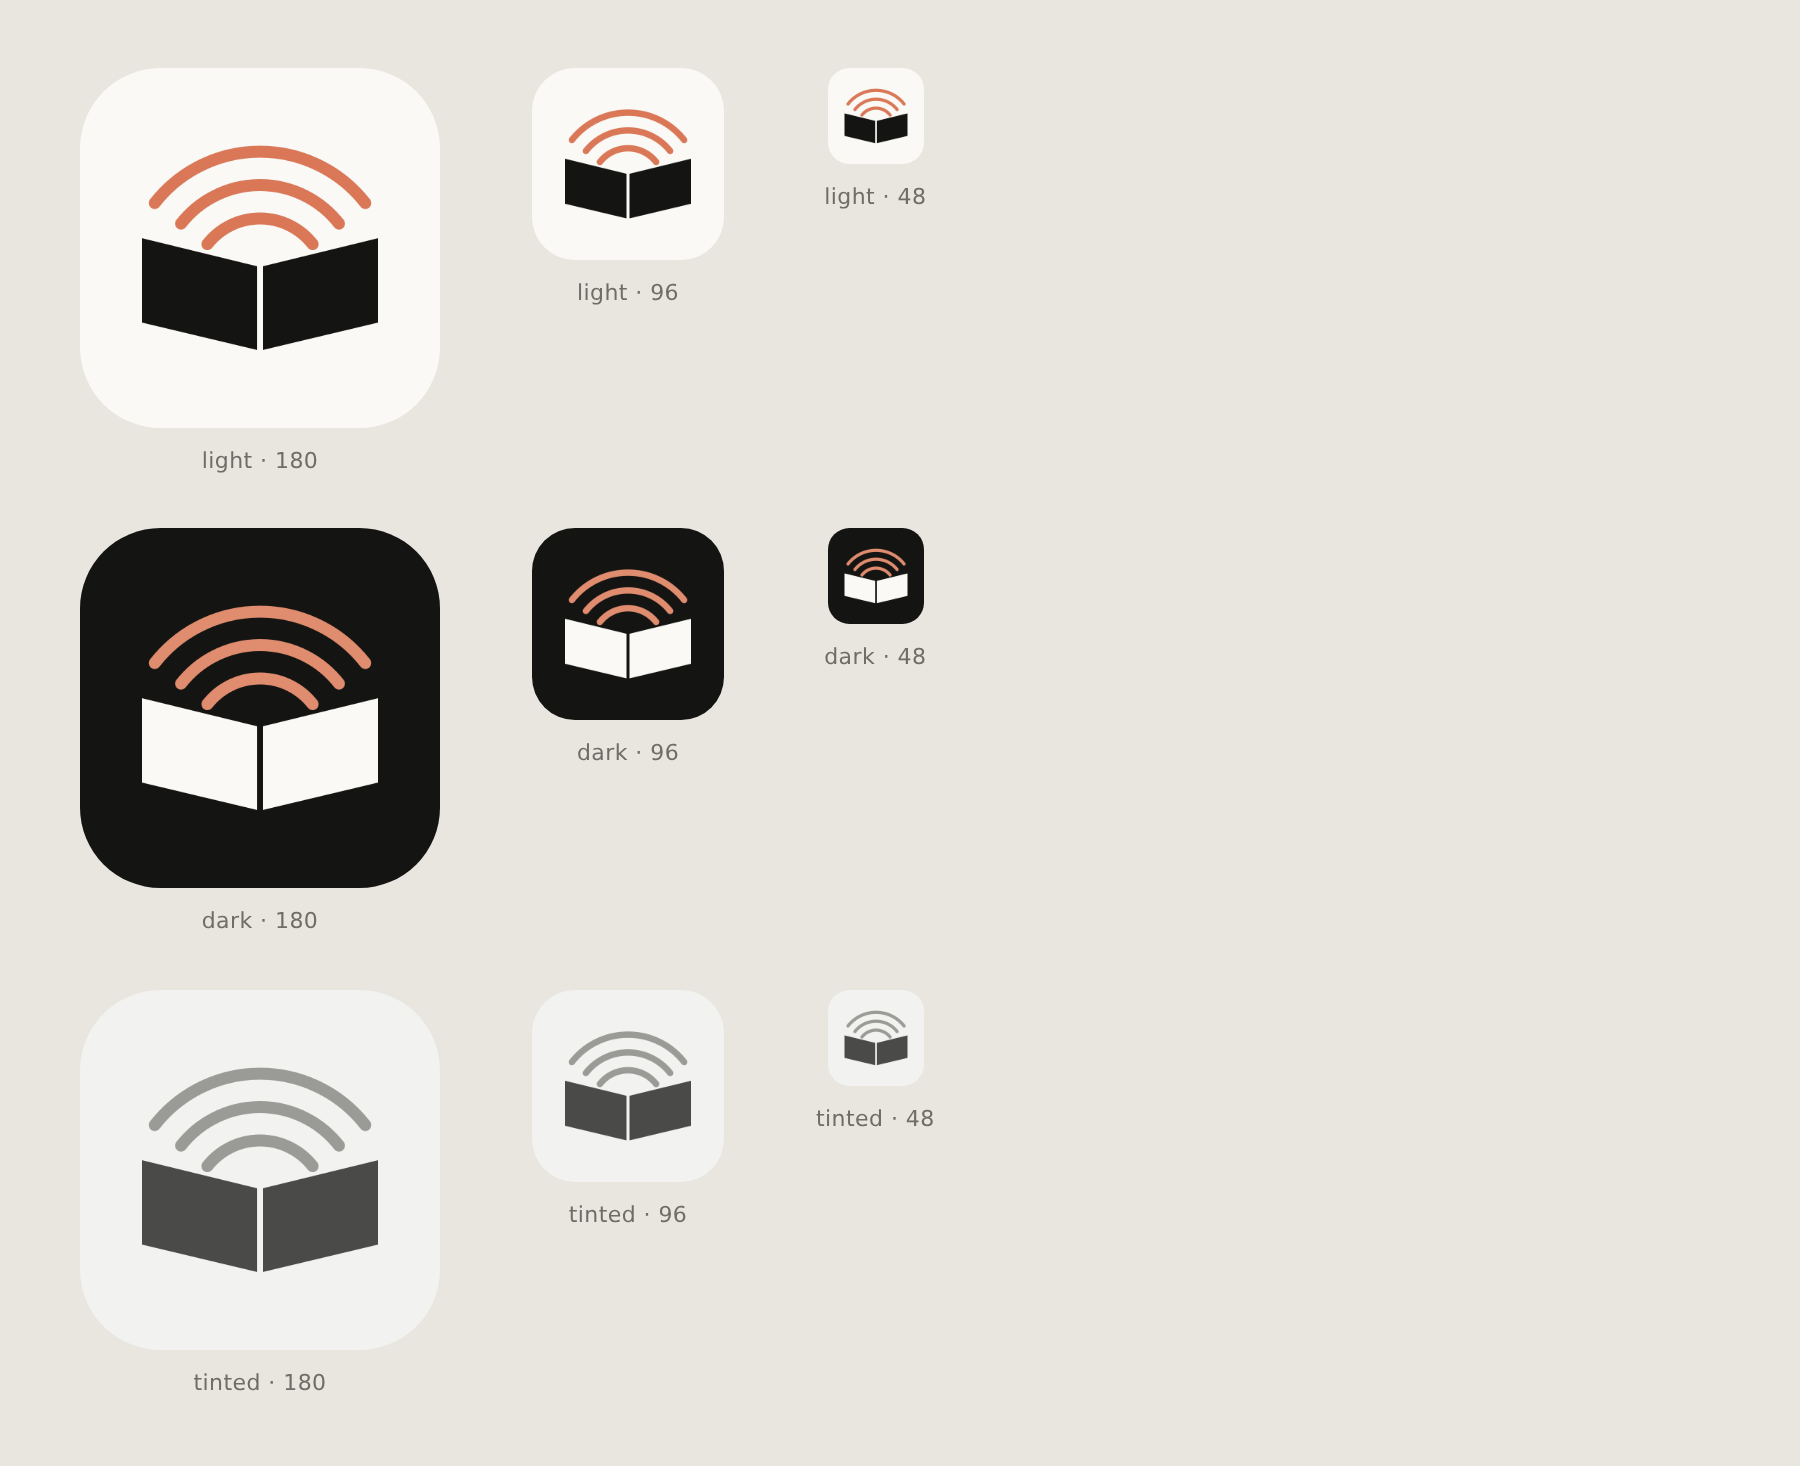 light · 180
light · 96
light · 48
dark · 180
dark · 96
dark · 48
tinted · 180
tinted · 96
tinted · 48